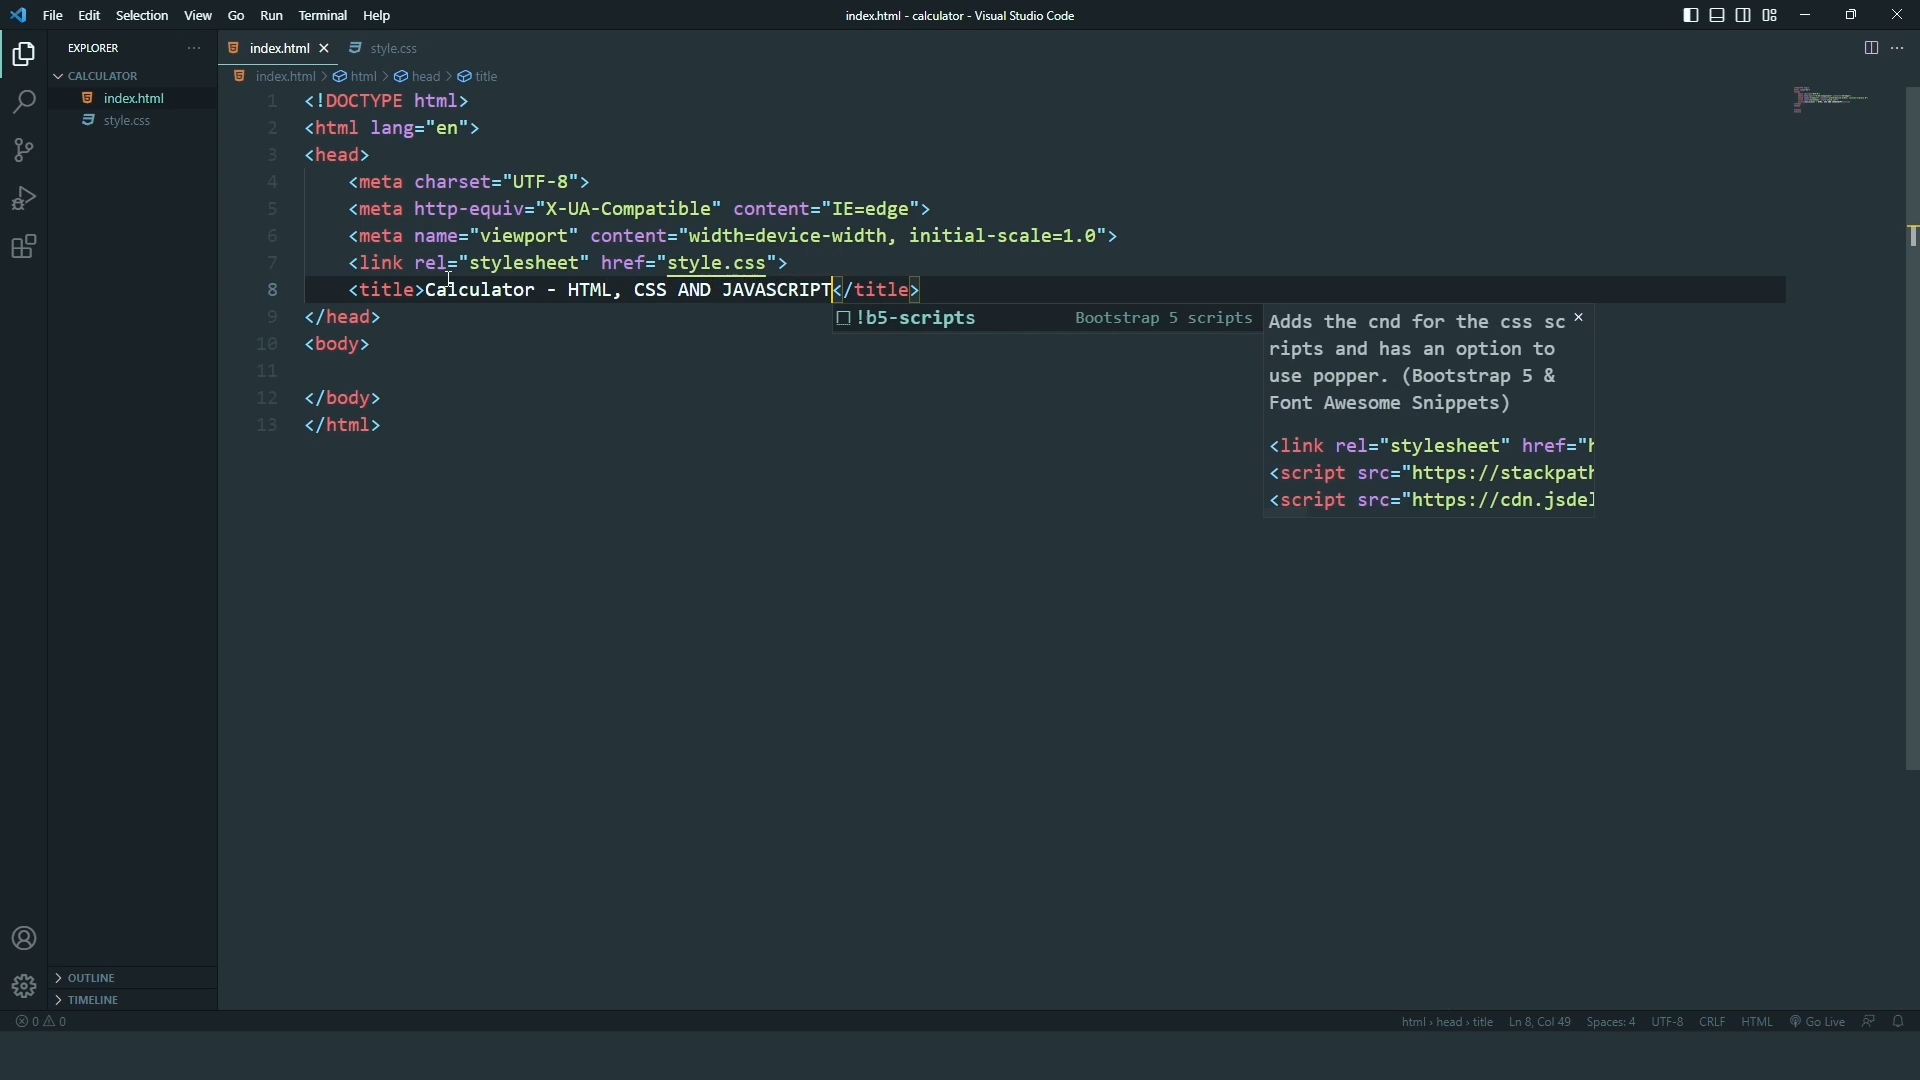 File Edit Selection View Go Run Terminal Help
index.html - calculator - Visual Studio Code
EXPLORER
CALCULATOR
index.html
style.css
index.html
style.css
index.html > html > head > title
1 <!DOCTYPE html>
2 <html lang="en">
3 <head>
4 <meta charset="UTF-8">
5 <meta http-equiv="X-UA-Compatible" content="IE=edge">
6 <meta name="viewport" content="width=device-width, initial-scale=1.0">
7 <link rel="stylesheet" href="style.css">
8 <title>Calculator - HTML, CSS AND JAVASCRIPT</title>
9 </head>
10 <body>
11
12 </body>
13 </html>
!b5-scripts Bootstrap 5 scripts
Adds the cnd for the css sc
ripts and has an option to
use popper. (Bootstrap 5 &
Font Awesome Snippets)
<link rel="stylesheet" href="h
<script src="https://stackpath
<script src="https://cdn.jsdel
OUTLINE
TIMELINE
0 0
html > head > title Ln 8, Col 49 Spaces: 4 UTF-8 CRLF HTML Go Live